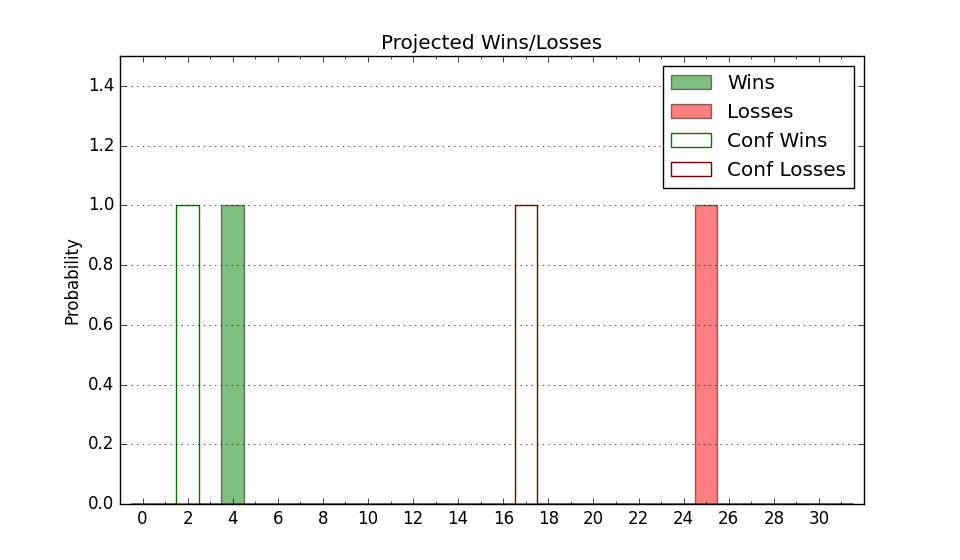 Projected Wins/Losses
Wins
Losses
Conf Wins
Conf Losses
Probability
1.4
1.2
1.0
0.8
0.6
0.4
0.2
0.0
0 2 4 6 8 10 12 14 16 18 20 22 24 26 28 30